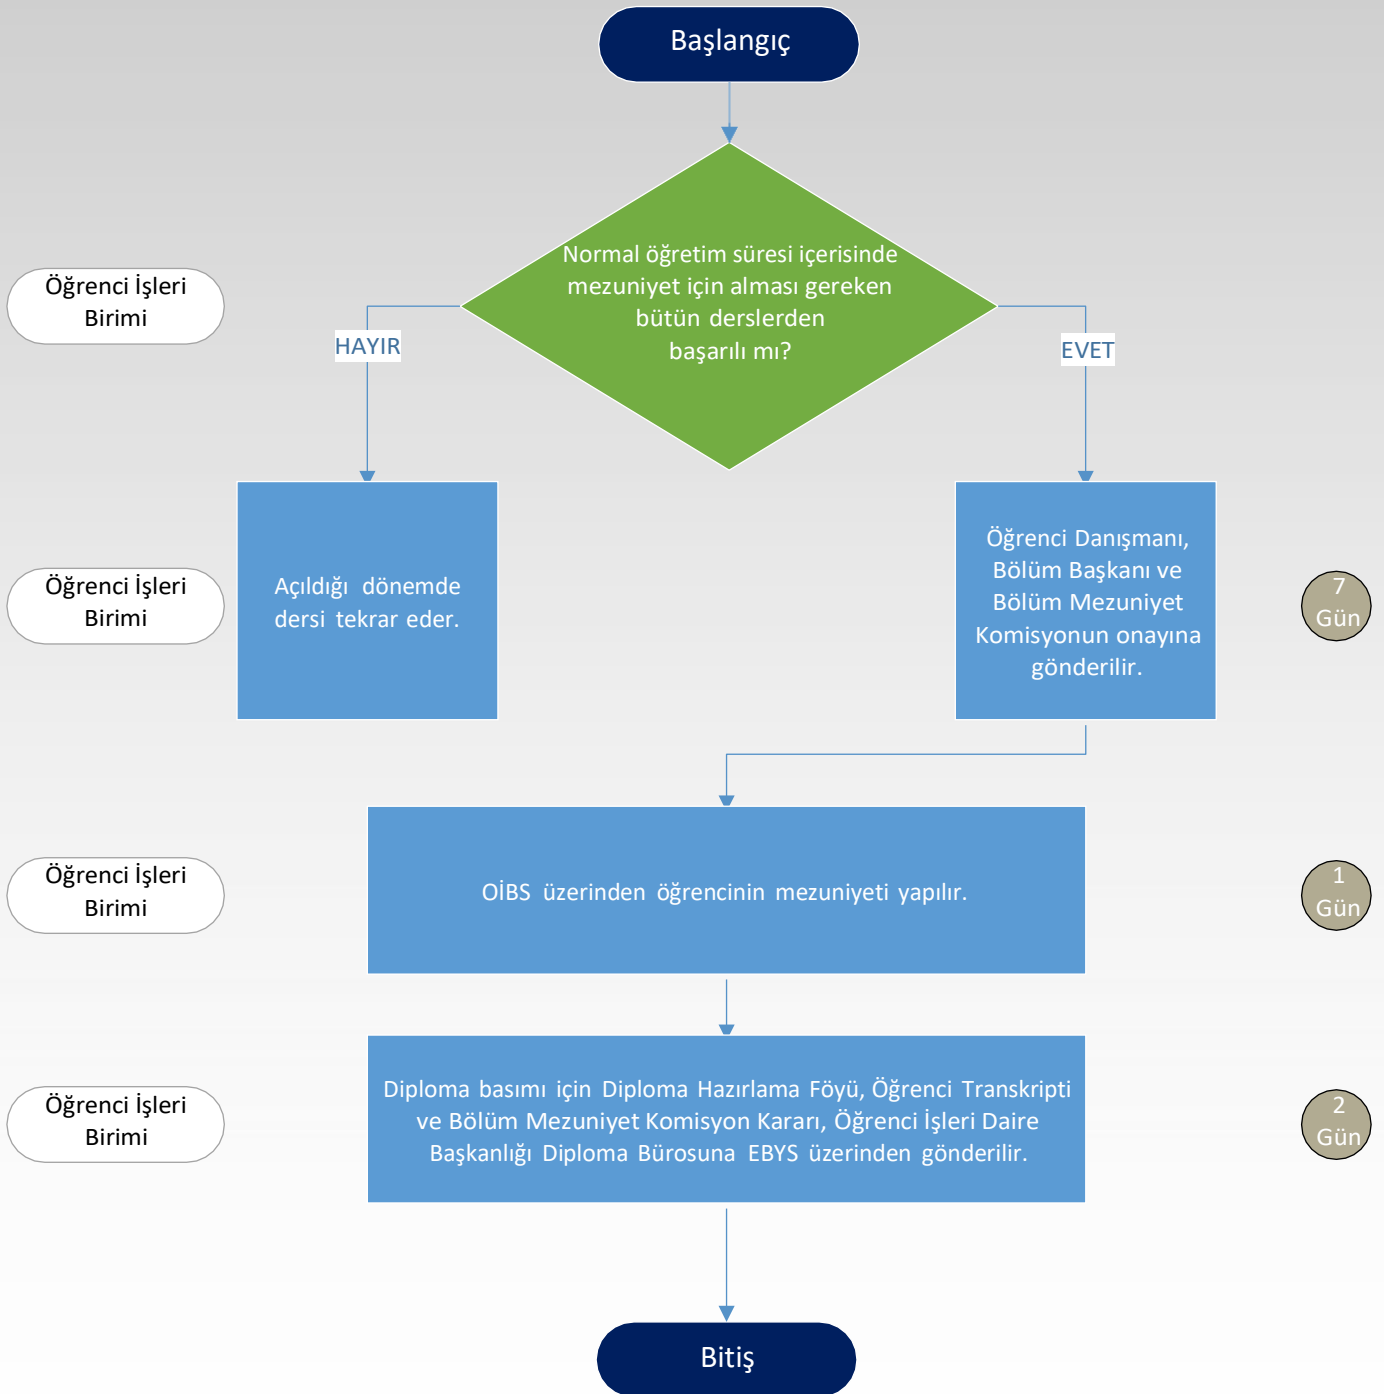 Başlangıç
Öğrenci İşleri
Birimi
Normal öğretim süresi içerisinde
mezuniyet için alması gereken
bütün derslerden
başarılı mı?
HAYIR
EVET
Öğrenci İşleri
Birimi
Açıldığı dönemde
dersi tekrar eder.
Öğrenci Danışmanı,
Bölüm Başkanı ve
Bölüm Mezuniyet
Komisyonun onayına
gönderilir.
7
Gün
Öğrenci İşleri
Birimi
OİBS üzerinden öğrencinin mezuniyeti yapılır.
1
Gün
Öğrenci İşleri
Birimi
Diploma basımı için Diploma Hazırlama Föyü, Öğrenci Transkripti
ve Bölüm Mezuniyet Komisyon Kararı, Öğrenci İşleri Daire
Başkanlığı Diploma Bürosuna EBYS üzerinden gönderilir.
2
Gün
Bitiş